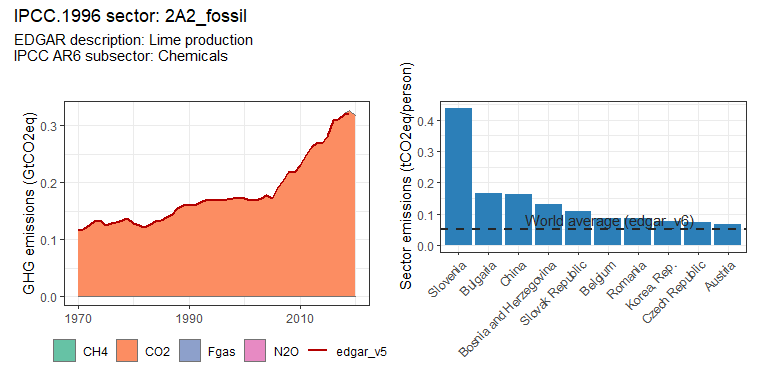 IPCC.1996 sector: 2A2_fossil
EDGAR description: Lime production
IPCC AR6 subsector: Chemicals
GHG emissions (GtCO2eq)
0.3
0.2
0.1
0.0
1970
1990
2010
CH4
CO2
Fgas
N2O
edgar_v5
Sector emissions (tCO2eq/person)
0.4
0.3
0.2
0.1
0.0
World average (edgar_v6)
Slovenia
Bulgaria
China
Bosnia and Herzegovina
Slovak Republic
Belgium
Romania
Korea, Rep.
Czech Republic
Austria